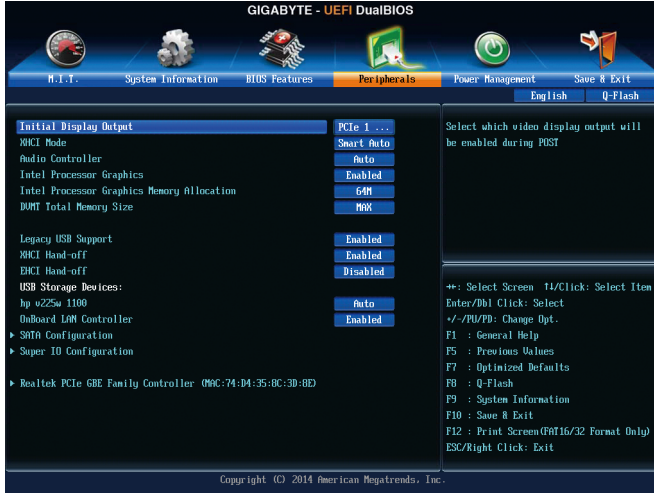 GIGABYTE - UEFI DualBIOS
M.I.T. System Information BIOS Features Peripherals Power Management Save & Exit
English Q-Flash
Initial Display Output PCIe 1 ...
XHCI Mode Smart Auto
Audio Controller Auto
Intel Processor Graphics Enabled
Intel Processor Graphics Memory Allocation 64M
DVMT Total Memory Size MAX
Legacy USB Support Enabled
XHCI Hand-off Enabled
EHCI Hand-off Disabled
USB Storage Devices:
hp v225w 1100 Auto
OnBoard LAN Controller Enabled
SATA Configuration
Super IO Configuration
Realtek PCIe GBE Family Controller (MAC:74:D4:35:8C:3D:8E)
Select which video display output will
be enabled during POST
→←: Select Screen ↑↓/Click: Select Item
Enter/Dbl Click: Select
+/-/PU/PD: Change Opt.
F1 : General Help
F5 : Previous Values
F7 : Optimized Defaults
F8 : Q-Flash
F9 : System Information
F10 : Save & Exit
F12 : Print Screen(FAT16/32 Format Only)
ESC/Right Click: Exit
Copyright (C) 2014 American Megatrends, Inc.